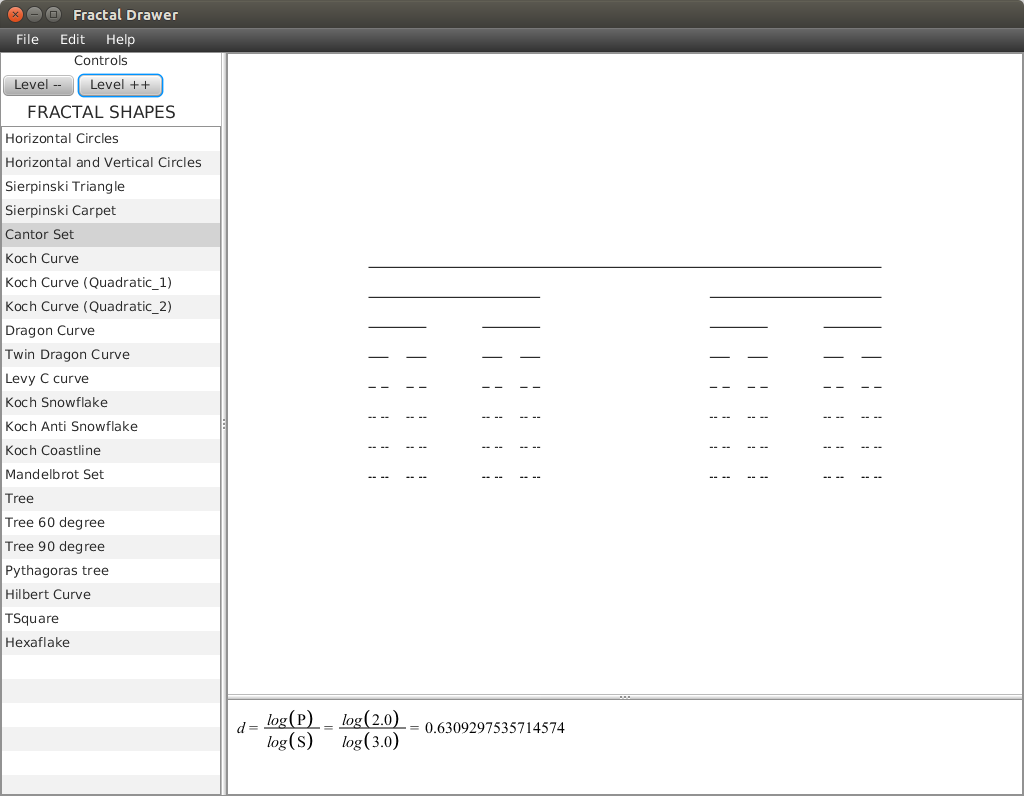 Fractal Drawer
File Edit Help
Controls
Level -- Level ++
FRACTAL SHAPES
Horizontal Circles
Horizontal and Vertical Circles
Sierpinski Triangle
Sierpinski Carpet
Cantor Set
Koch Curve
Koch Curve (Quadratic_1)
Koch Curve (Quadratic_2)
Dragon Curve
Twin Dragon Curve
Levy C curve
Koch Snowflake
Koch Anti Snowflake
Koch Coastline
Mandelbrot Set
Tree
Tree 60 degree
Tree 90 degree
Pythagoras tree
Hilbert Curve
TSquare
Hexaflake
d = log(P)/log(S) = log(2.0)/log(3.0) = 0.6309297535714574